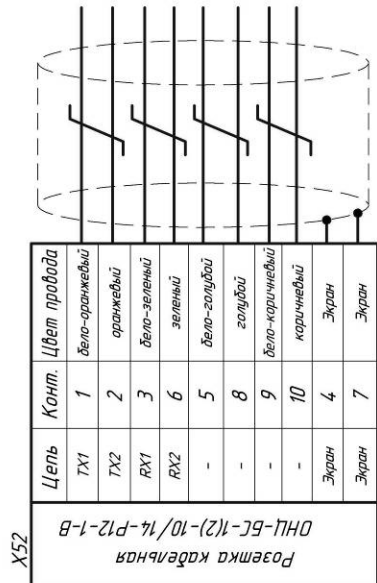 X52
Розетка кабельная
ОНЦ-БС-1(2)-10/14-Р12-1-В
Цепь Конт. Цвет провода
TX1 1 бело-оранжевый
TX2 2 оранжевый
RX1 3 бело-зеленый
RX2 6 зеленый
- 5 бело-голубой
- 8 голубой
- 9 бело-коричневый
- 10 коричневый
Экран 4 Экран
Экран 7 Экран